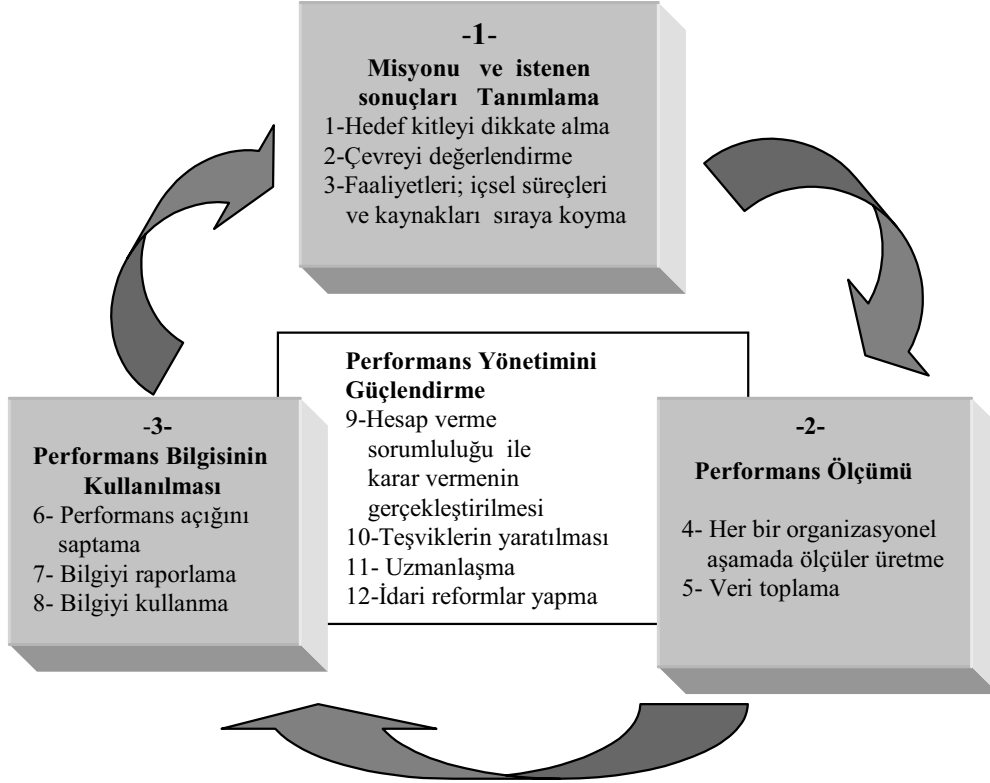 -1-
Misyonu ve istenen
sonuçları Tanımlama
1-Hedef kitleyi dikkate alma
2-Çevreyi değerlendirme
3-Faaliyetleri; içsel süreçleri
ve kaynakları sıraya koyma
-2-
Performans Ölçümü
4- Her bir organizasyonel
aşamada ölçüler üretme
5- Veri toplama
-3-
Performans Bilgisinin
Kullanılması
6- Performans açığını
saptama
7- Bilgiyi raporlama
8- Bilgiyi kullanma
Performans Yönetimini
Güçlendirme
9-Hesap verme
sorumluluğu ile
karar vermenin
gerçekleştirilmesi
10-Teşviklerin yaratılması
11- Uzmanlaşma
12-İdari reformlar yapma